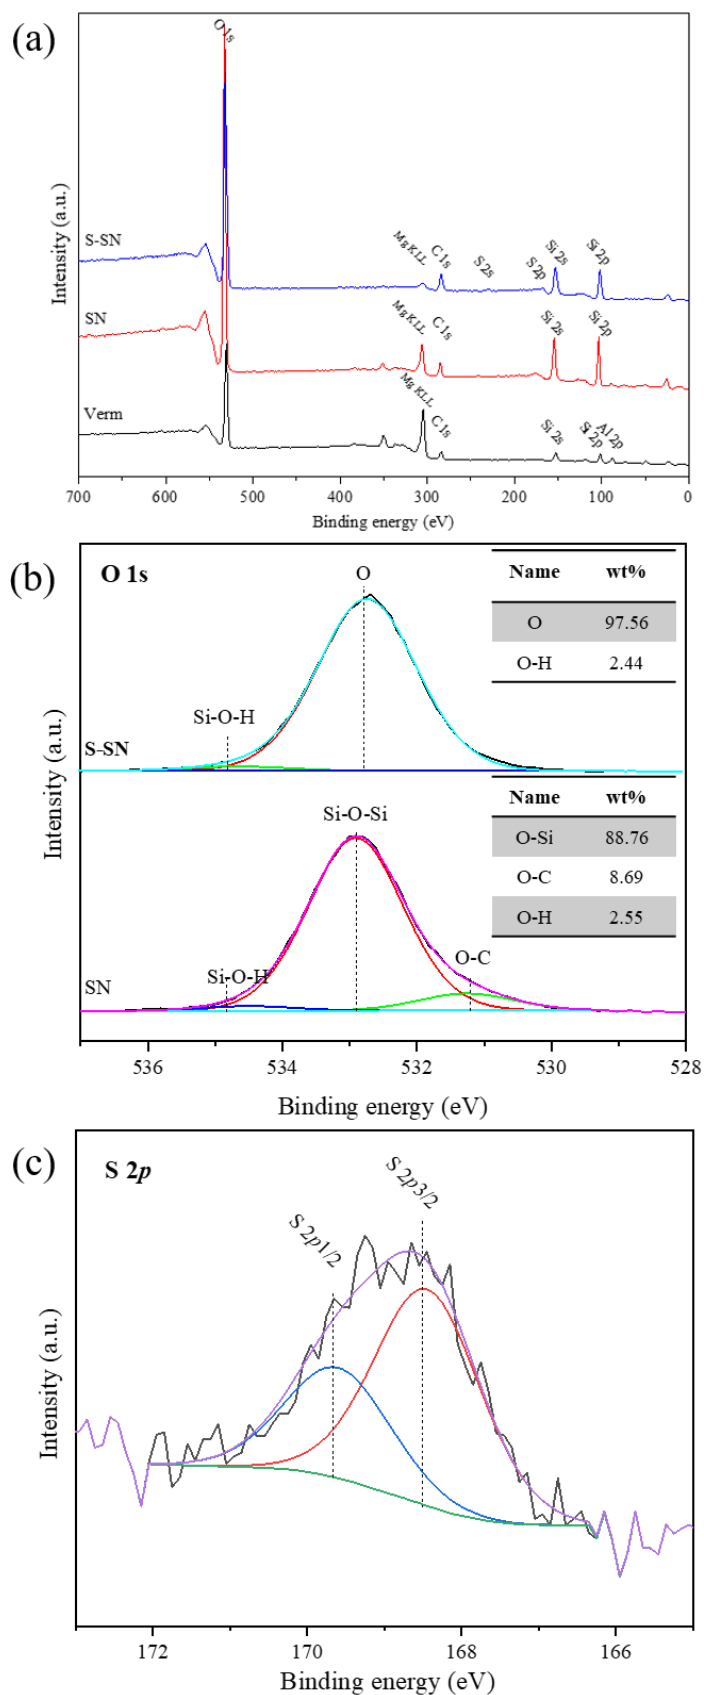 (a)
O1s
Intensity (a.u.)
S-SN
Mg KLL
C 1s
S 2s
S 2p
Si 2s
Si 2p
SN
Mg KLL
C 1s
Si 2s
Si 2p
Verm
Mg KLL
C 1s
Si 2s
Si 2p
Al 2p
700 600 500 400 300 200 100 0
Binding energy (eV)
(b)
O 1s
O
Name wt%
O 97.56
O-H 2.44
Si-O-H
S-SN
Intensity (a.u.)
Si-O-Si
Name wt%
O-Si 88.76
O-C 8.69
O-H 2.55
Si-O-H
O-C
SN
536 534 532 530 528
Binding energy (eV)
(c)
S 2p
S 2p1/2
S 2p3/2
Intensity (a.u.)
172 170 168 166
Binding energy (eV)